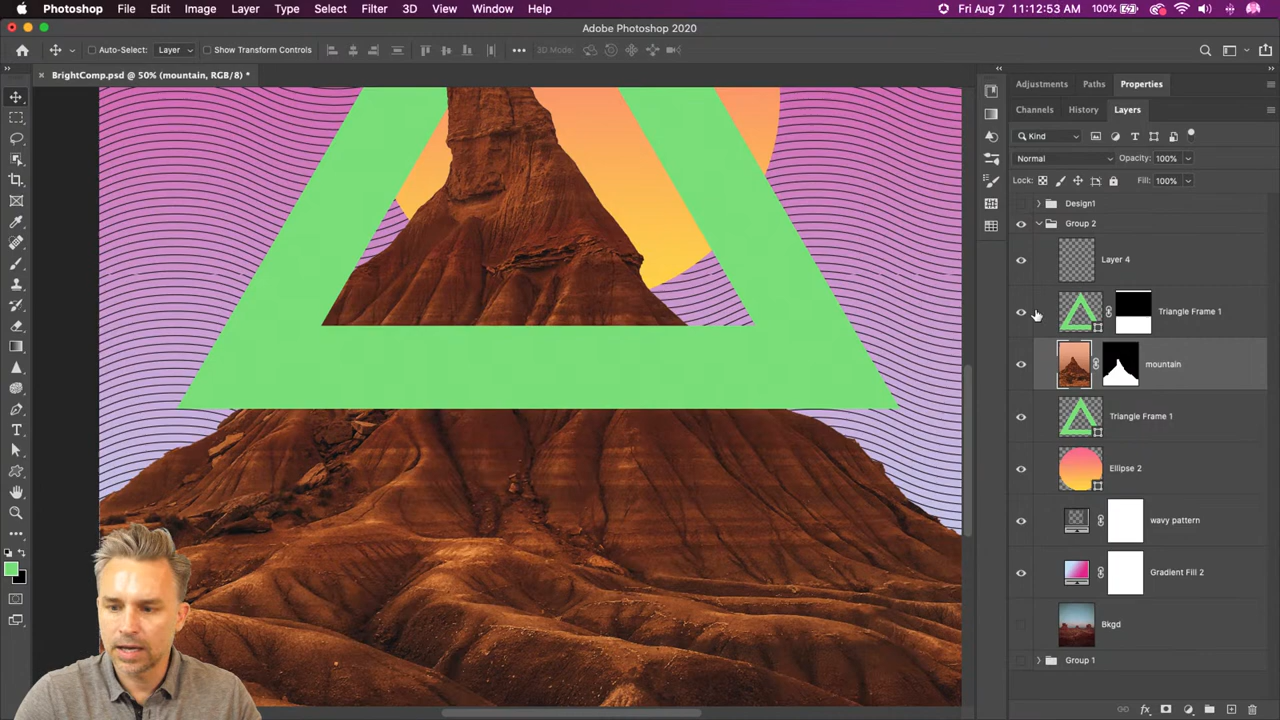 Photoshop File Edit Image Layer Type Select Filter 3D View Window Help 100% Fri Aug 7 11:12:53 AM
Adobe Photoshop 2020
Auto-Select: Layer Show Transform Controls 3D Mode:
BrightComp.psd @ 50% (mountain, RGB/8) *
Adjustments Paths Properties
Channels History Layers
Kind
Normal Opacity: 100%
Lock: Fill: 100%
Design1
Group 2
Layer 4
Triangle Frame 1
mountain
Triangle Frame 1
Ellipse 2
wavy pattern
Gradient Fill 2
Bkgd
Group 1
fx